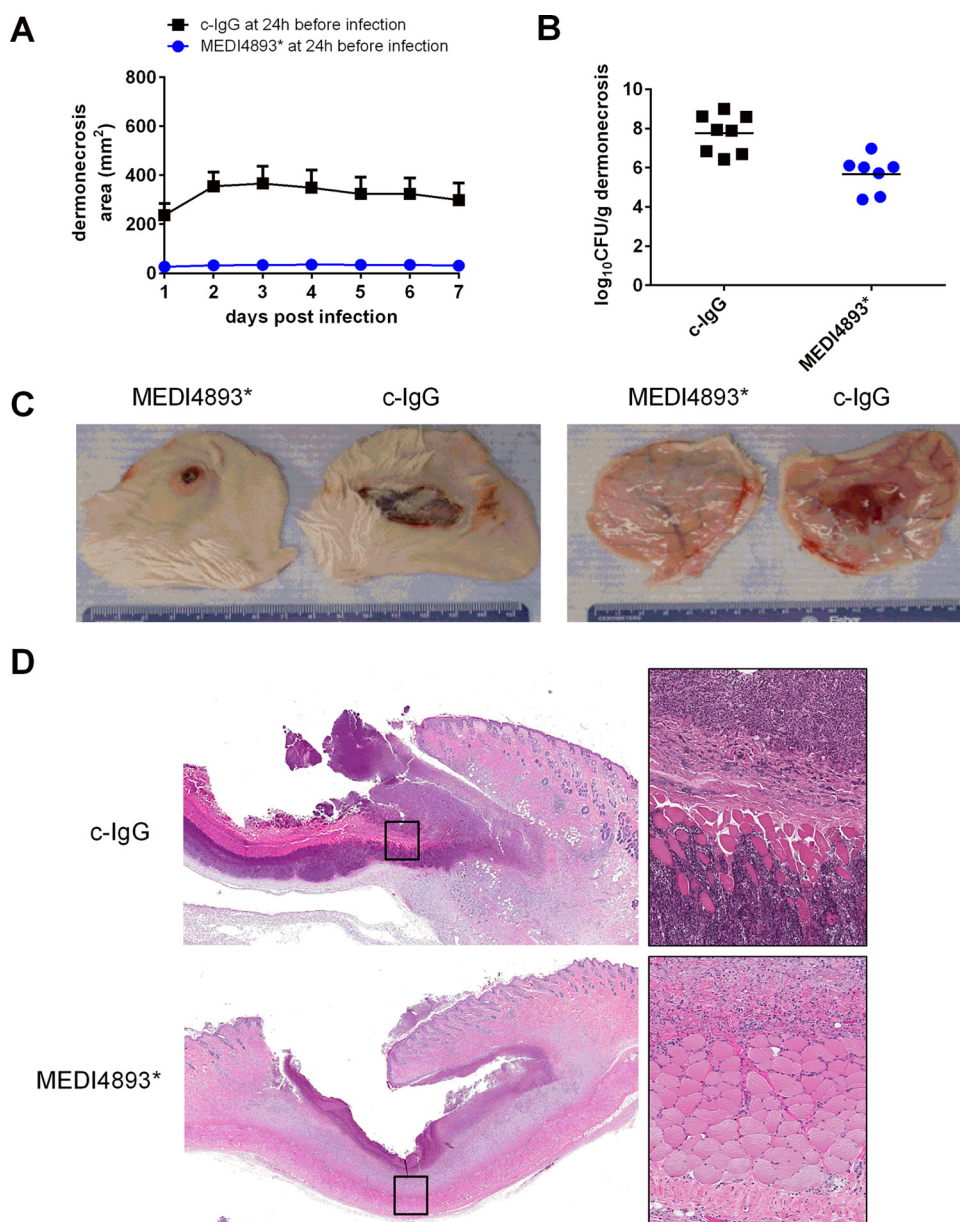 A
c-IgG at 24h before infection
MEDI4893* at 24h before infection
dermonecrosis
area (mm²)
800
600
400
200
0
1 2 3 4 5 6 7
days post infection
B
log₁₀CFU/g dermonecrosis
10
8
6
4
2
0
c-IgG
MEDI4893*
C
MEDI4893* c-IgG
MEDI4893* c-IgG
CENTIMETERS
Fisher
D
c-IgG
MEDI4893*